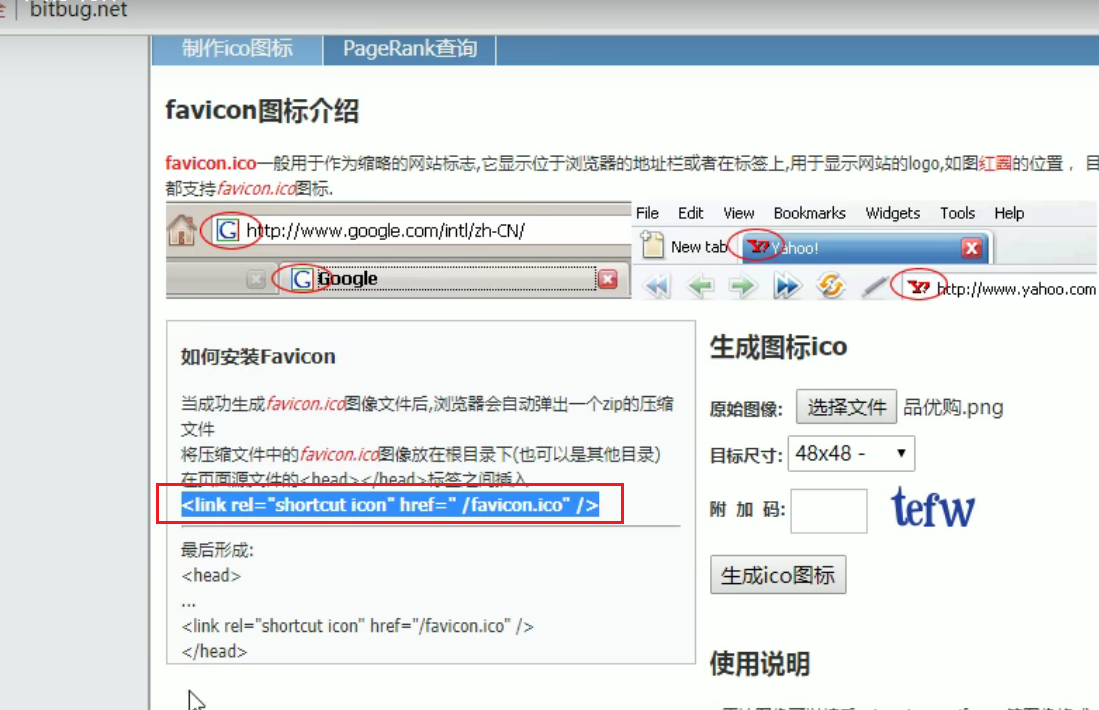 bitbug.net
制作ico图标
PageRank查询
favicon图标介绍
favicon.ico一般用于作为缩略的网站标志,它显示位于浏览器的地址栏或者在标签上,用于显示网站的logo,如图红圈的位置， 目
都支持favicon.ico图标.
http://www.google.com/intl/zh-CN/
Google
File Edit View Bookmarks Widgets Tools Help
New tab
Yahoo!
http://www.yahoo.com
如何安装Favicon
当成功生成favicon.ico图像文件后,浏览器会自动弹出一个zip的压缩
文件
将压缩文件中的favicon.ico图像放在根目录下(也可以是其他目录)
在页面源文件的<head></head>标签之间插入
<link rel="shortcut icon" href=" /favicon.ico" />
最后形成:
<head>
...
<link rel="shortcut icon" href="/favicon.ico" />
</head>
生成图标ico
原始图像: 选择文件 品优购.png
目标尺寸: 48x48 -
附 加 码: tefw
生成ico图标
使用说明